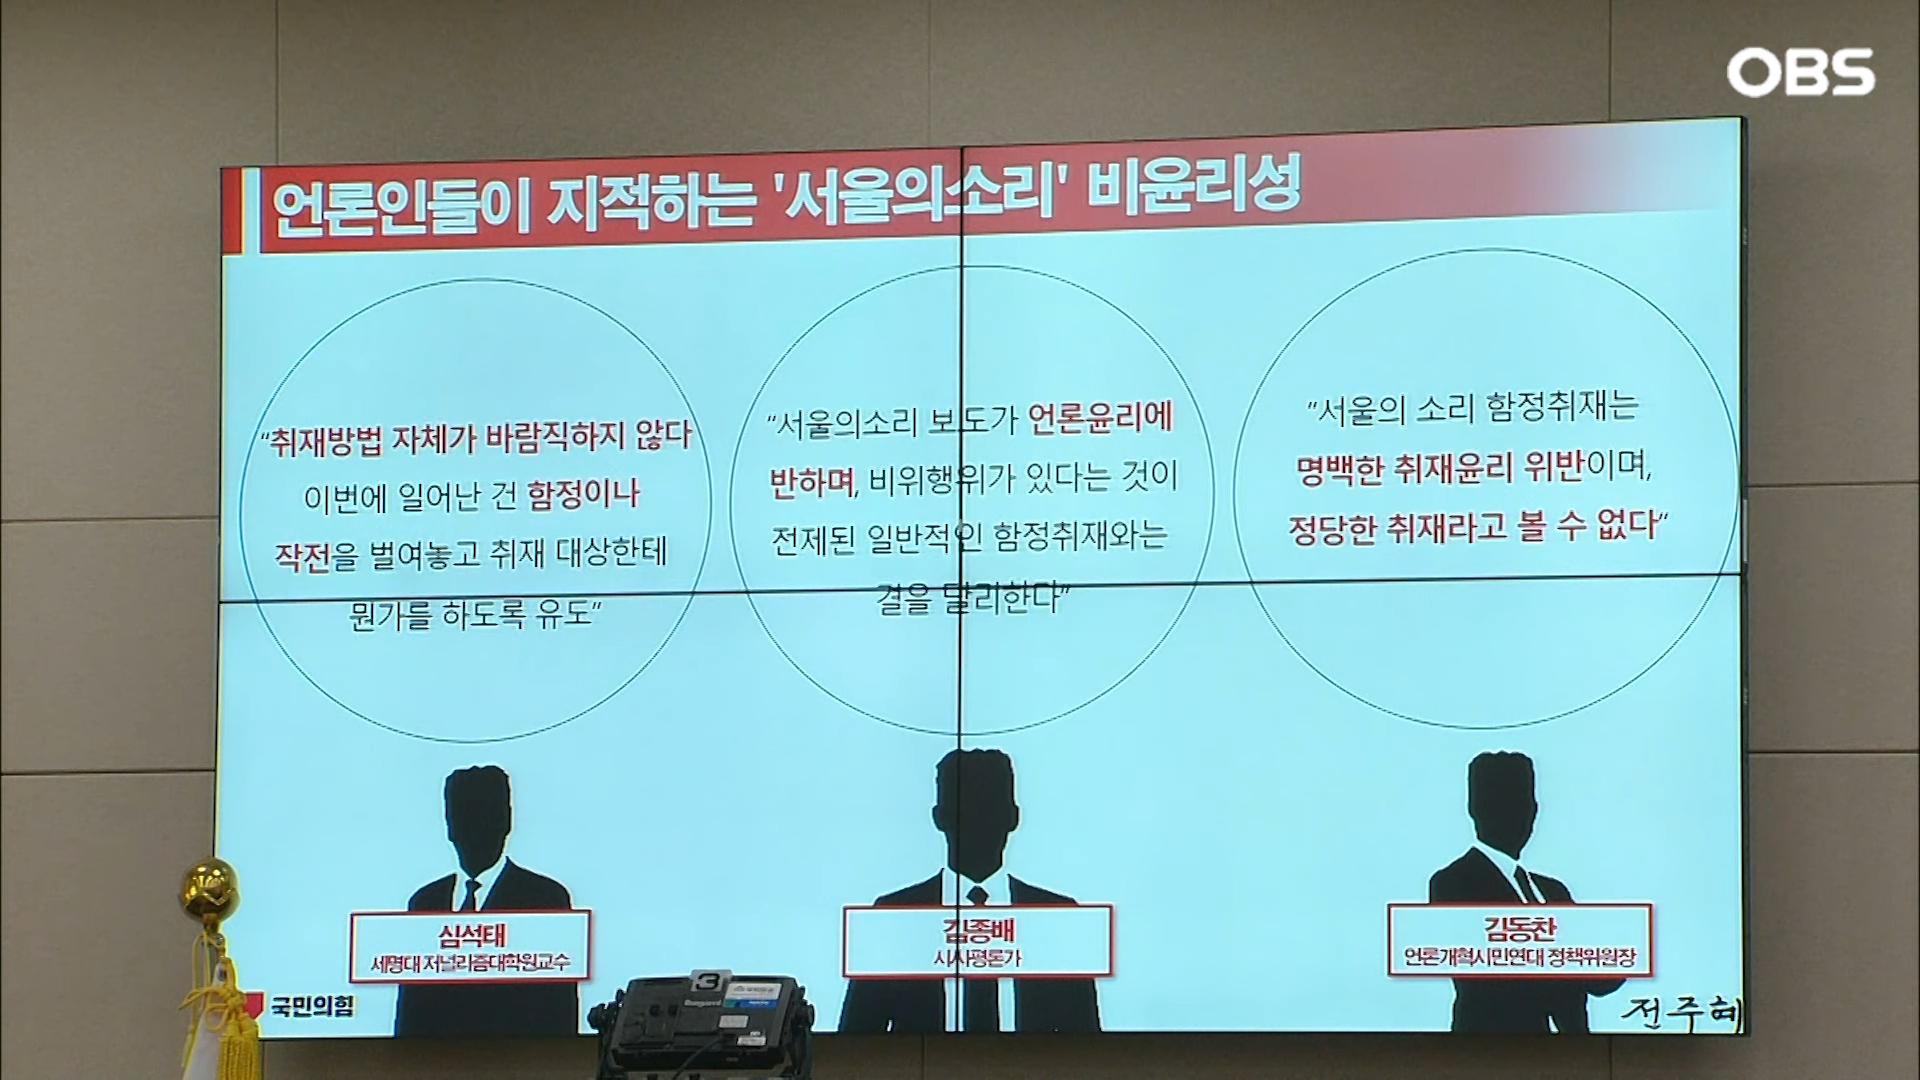 OBS
언론인들이 지적하는 '서울의소리' 비윤리성
“취재방법 자체가 바람직하지 않다
이번에 일어난 건 함정이나
작전을 벌여놓고 취재 대상한테
뭔가를 하도록 유도”
“서울의소리 보도가 언론윤리에
반하며, 비위행위가 있다는 것이
전제된 일반적인 함정취재와는
결을 달리한다”
“서울의 소리 함정취재는
명백한 취재윤리 위반이며,
정당한 취재라고 볼 수 없다“
심석태
세명대 저널리즘대학원교수
김종배
시사평론가
김동찬
언론개혁시민연대 정책위원장
국민의힘
전주혜
3